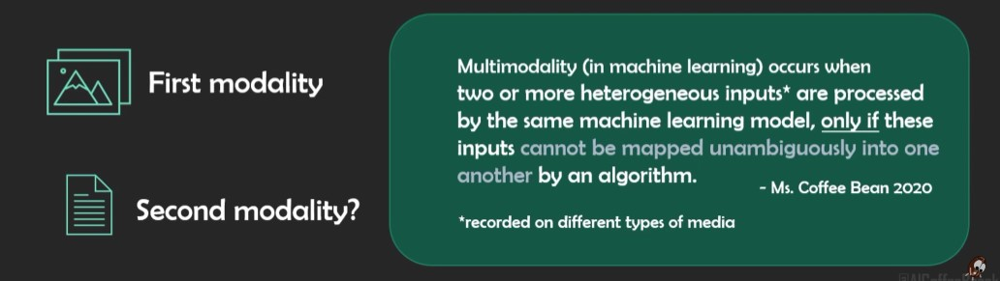 First modality
Second modality?
Multimodality (in machine learning) occurs when
two or more heterogeneous inputs* are processed
by the same machine learning model, only if these
inputs cannot be mapped unambiguously into one
another by an algorithm.
- Ms. Coffee Bean 2020
*recorded on different types of media